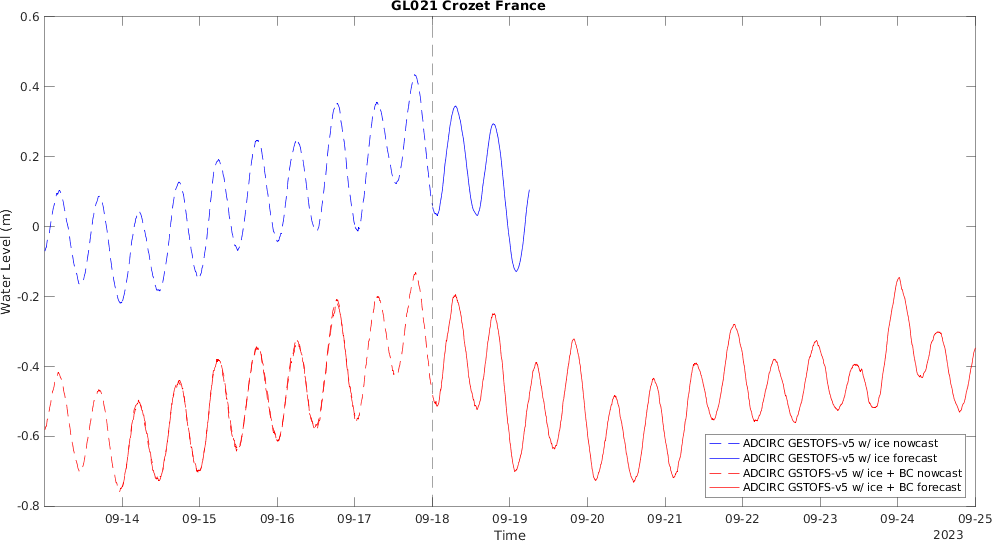 GL021 Crozet France
0.6
0.4
0.2
0
-0.2
-0.4
-0.6
-0.8
Water Level (m)
ADCIRC GESTOFS-v5 w/ ice nowcast
ADCIRC GESTOFS-v5 w/ ice forecast
ADCIRC GSTOFS-v5 w/ ice + BC nowcast
ADCIRC GSTOFS-v5 w/ ice + BC forecast
09-14 09-15 09-16 09-17 09-18 09-19 09-20 09-21 09-22 09-23 09-24 09-25
Time
2023